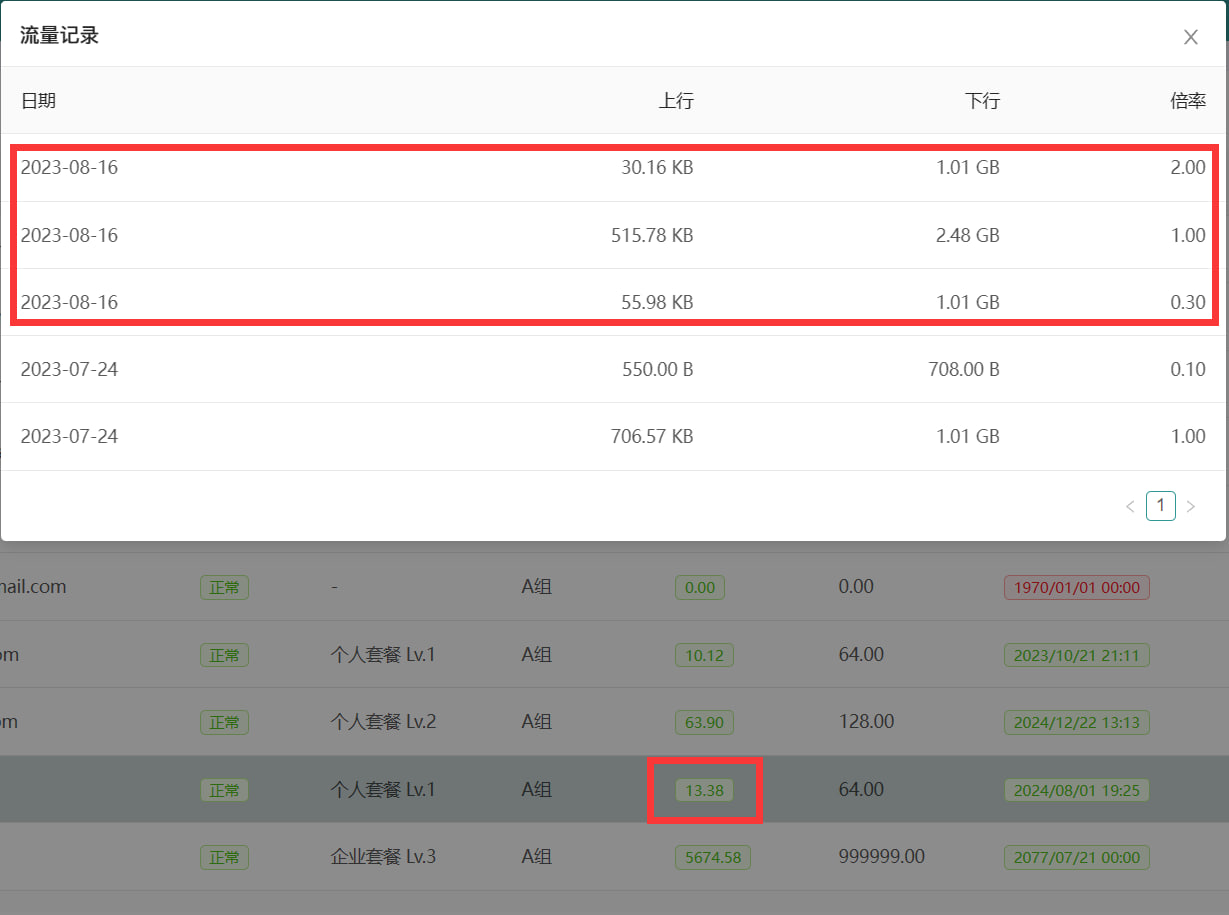 流量记录
日期 上行 下行 倍率
2023-08-16 30.16 KB 1.01 GB 2.00
2023-08-16 515.78 KB 2.48 GB 1.00
2023-08-16 55.98 KB 1.01 GB 0.30
2023-07-24 550.00 B 708.00 B 0.10
2023-07-24 706.57 KB 1.01 GB 1.00
< 1 >
ail.com 正常 - A组 0.00 0.00 1970/01/01 00:00
om 正常 个人套餐 Lv.1 A组 10.12 64.00 2023/10/21 21:11
om 正常 个人套餐 Lv.2 A组 63.90 128.00 2024/12/22 13:13
正常 个人套餐 Lv.1 A组 13.38 64.00 2024/08/01 19:25
正常 企业套餐 Lv.3 A组 5674.58 999999.00 2077/07/21 00:00